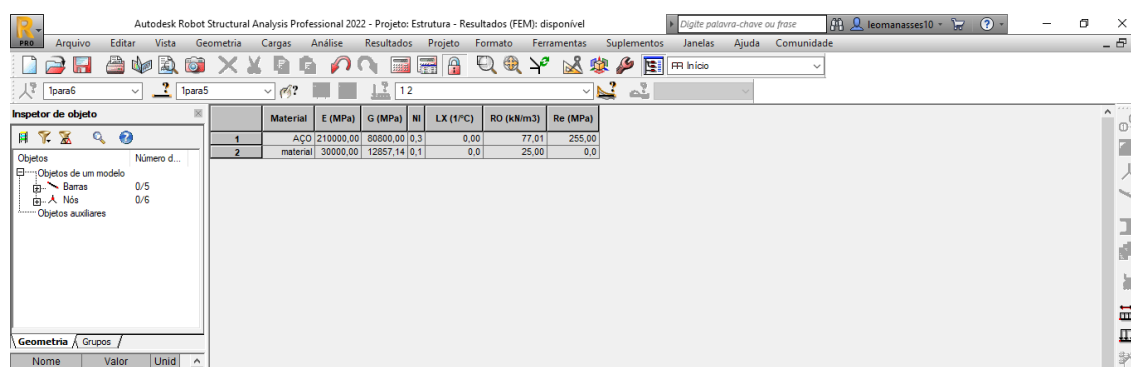 Autodesk Robot Structural Analysis Professional 2022 - Projeto: Estrutura - Resultados (FEM): disponível
Digite palavra-chave ou frase
leomanasses10
PRO Arquivo Editar Vista Geometria Cargas Análise Resultados Projeto Formato Ferramentas Suplementos Janelas Ajuda Comunidade
Início
1para6 1para5 1 2
Inspetor de objeto
Objetos Número d...
Objetos de um modelo
Barras 0/5
Nós 0/6
Objetos auxiliares
Geometria Grupos
Nome Valor Unid
Material E (MPa) G (MPa) NI LX (1/°C) RO (kN/m3) Re (MPa)
1 AÇO 210000,00 80800,00 0,3 0,00 77,01 255,00
2 material 30000,00 12857,14 0,1 0,0 25,00 0,0